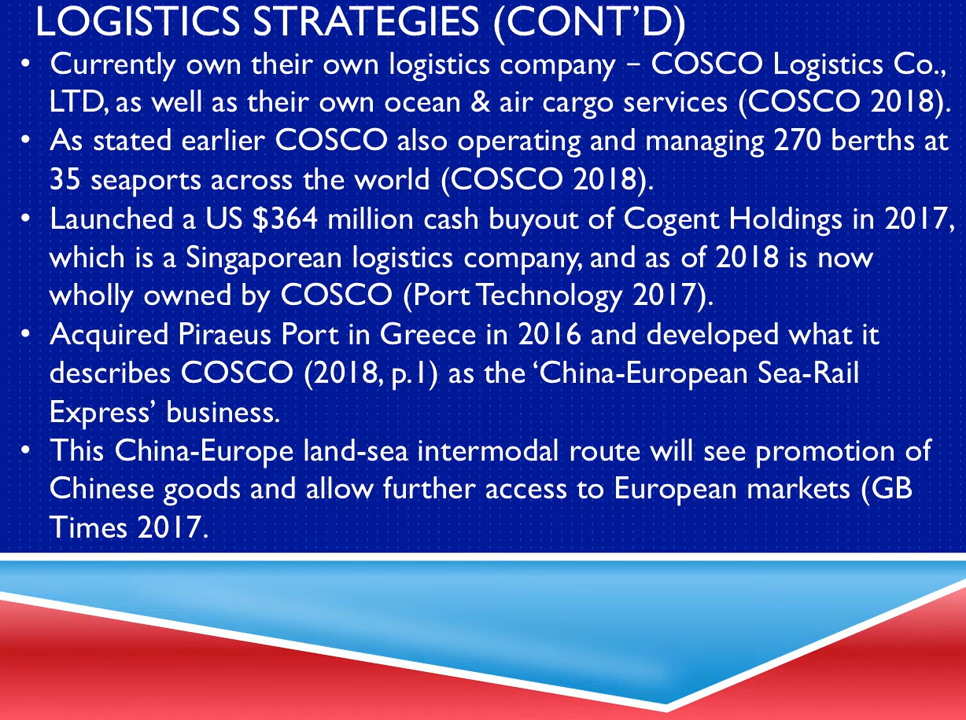 LOGISTICS STRATEGIES (CONT'D)
• Currently own their own logistics company – COSCO Logistics Co.,
LTD, as well as their own ocean & air cargo services (COSCO 2018).
• As stated earlier COSCO also operating and managing 270 berths at
35 seaports across the world (COSCO 2018).
• Launched a US $364 million cash buyout of Cogent Holdings in 2017,
which is a Singaporean logistics company, and as of 2018 is now
wholly owned by COSCO (Port Technology 2017).
• Acquired Piraeus Port in Greece in 2016 and developed what it
describes COSCO (2018, p.1) as the ‘China-European Sea-Rail
Express’ business.
• This China-Europe land-sea intermodal route will see promotion of
Chinese goods and allow further access to European markets (GB
Times 2017.